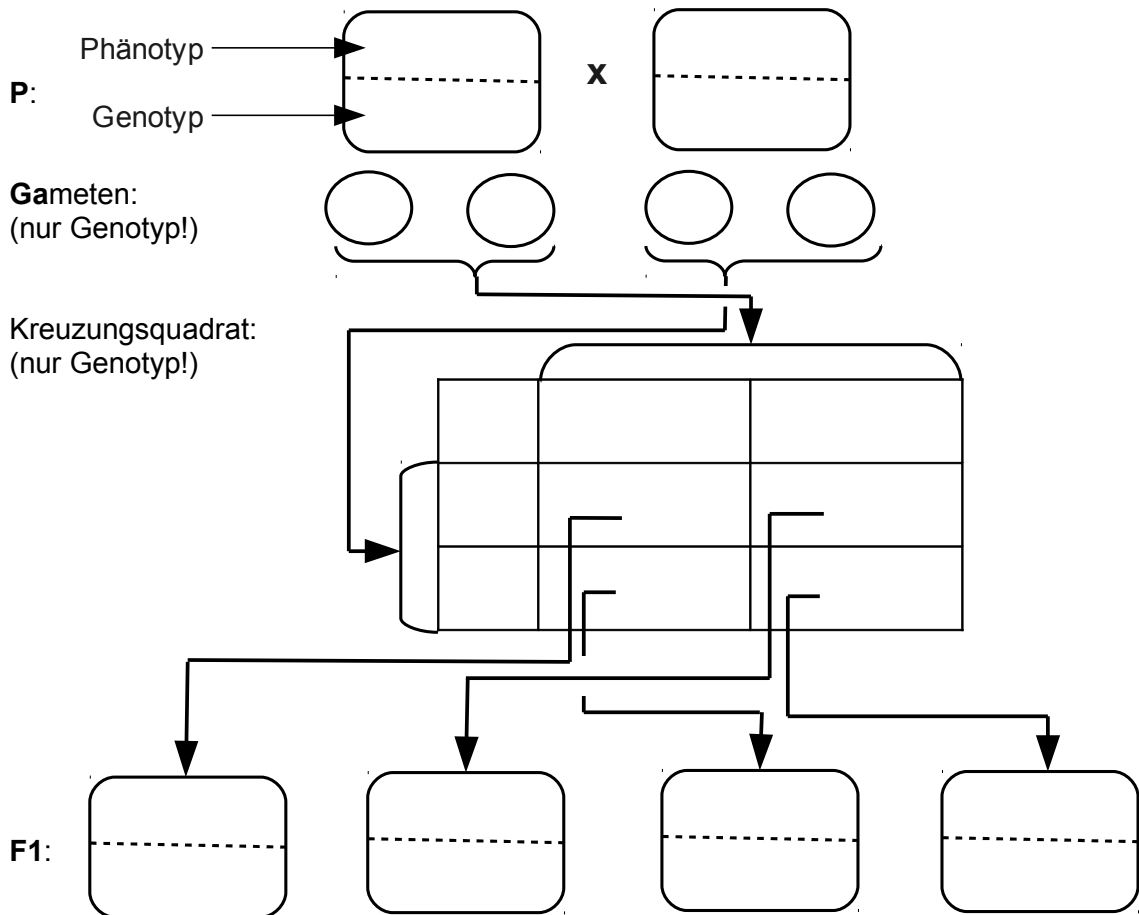 Phänotyp
x
P:
Genotyp
Gameten:
(nur Genotyp!)
Kreuzungsquadrat:
(nur Genotyp!)
F1: